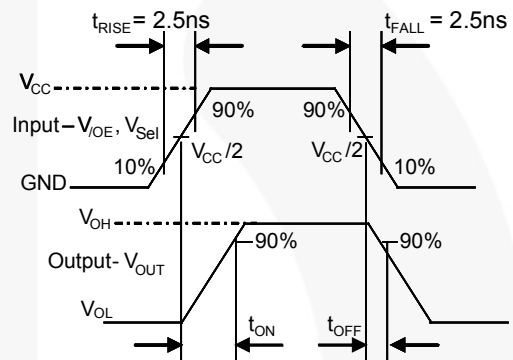 tRISE = 2.5ns
tFALL = 2.5ns
VCC
90%
90%
Input – V/OE, VSel
VCC/2
VCC/2
10%
10%
GND
VOH
90%
90%
Output- VOUT
VOL
tON
tOFF